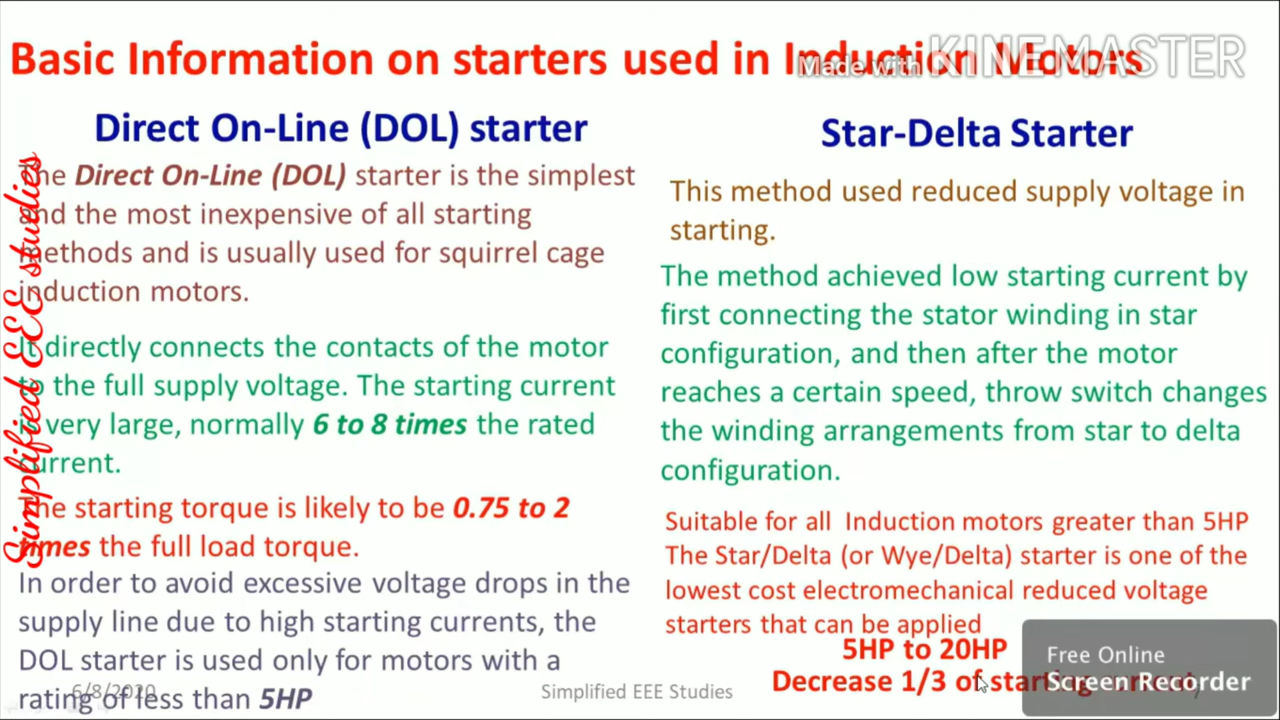 Basic Information on starters used in Induction Motors
Made with KINEMASTER
Direct On-Line (DOL) starter
The Direct On-Line (DOL) starter is the simplest
and the most inexpensive of all starting
methods and is usually used for squirrel cage
induction motors.
It directly connects the contacts of the motor
to the full supply voltage. The starting current
is very large, normally 6 to 8 times the rated
current.
The starting torque is likely to be 0.75 to 2
times the full load torque.
In order to avoid excessive voltage drops in the
supply line due to high starting currents, the
DOL starter is used only for motors with a
rating of less than 5HP
Star-Delta Starter
This method used reduced supply voltage in
starting.
The method achieved low starting current by
first connecting the stator winding in star
configuration, and then after the motor
reaches a certain speed, throw switch changes
the winding arrangements from star to delta
configuration.
Suitable for all Induction motors greater than 5HP
The Star/Delta (or Wye/Delta) starter is one of the
lowest cost electromechanical reduced voltage
starters that can be applied
5HP to 20HP
Decrease 1/3 of starting
Simplified EEE studies
6/8/2020
Simplified EEE Studies
Free Online
Screen Recorder